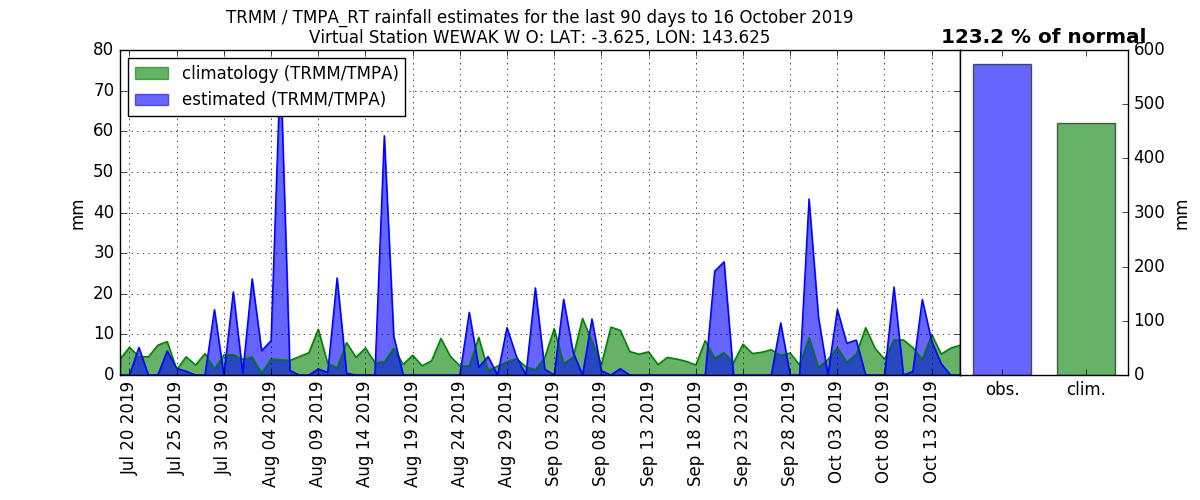 TRMM / TMPA_RT rainfall estimates for the last 90 days to 16 October 2019
Virtual Station WEWAK W O: LAT: -3.625, LON: 143.625
123.2 % of normal
climatology (TRMM/TMPA)
estimated (TRMM/TMPA)
mm
80
70
60
50
40
30
20
10
0
Jul 20 2019
Jul 25 2019
Jul 30 2019
Aug 04 2019
Aug 09 2019
Aug 14 2019
Aug 19 2019
Aug 24 2019
Aug 29 2019
Sep 03 2019
Sep 08 2019
Sep 13 2019
Sep 18 2019
Sep 23 2019
Sep 28 2019
Oct 03 2019
Oct 08 2019
Oct 13 2019
obs.
clim.
600
500
400
300
200
100
0
mm